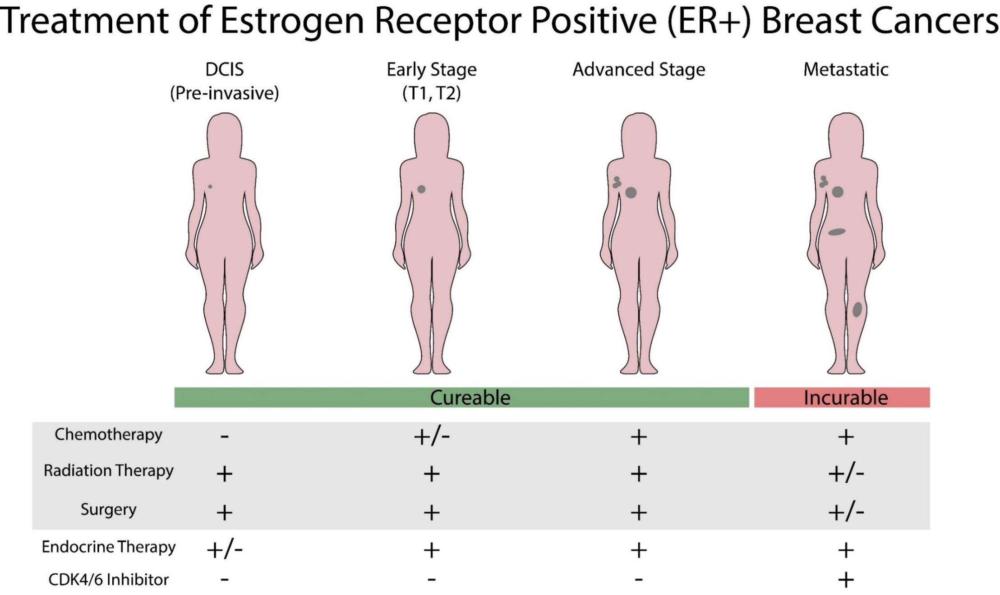 Treatment of Estrogen Receptor Positive (ER+) Breast Cancers
DCIS Early Stage Advanced Stage Metastatic
(Pre-invasive) (T1, T2)
Cureable Incurable
Chemotherapy - +/- + +
Radiation Therapy + + + +/-
Surgery + + + +/-
Endocrine Therapy +/- + + +
CDK4/6 Inhibitor - - - +